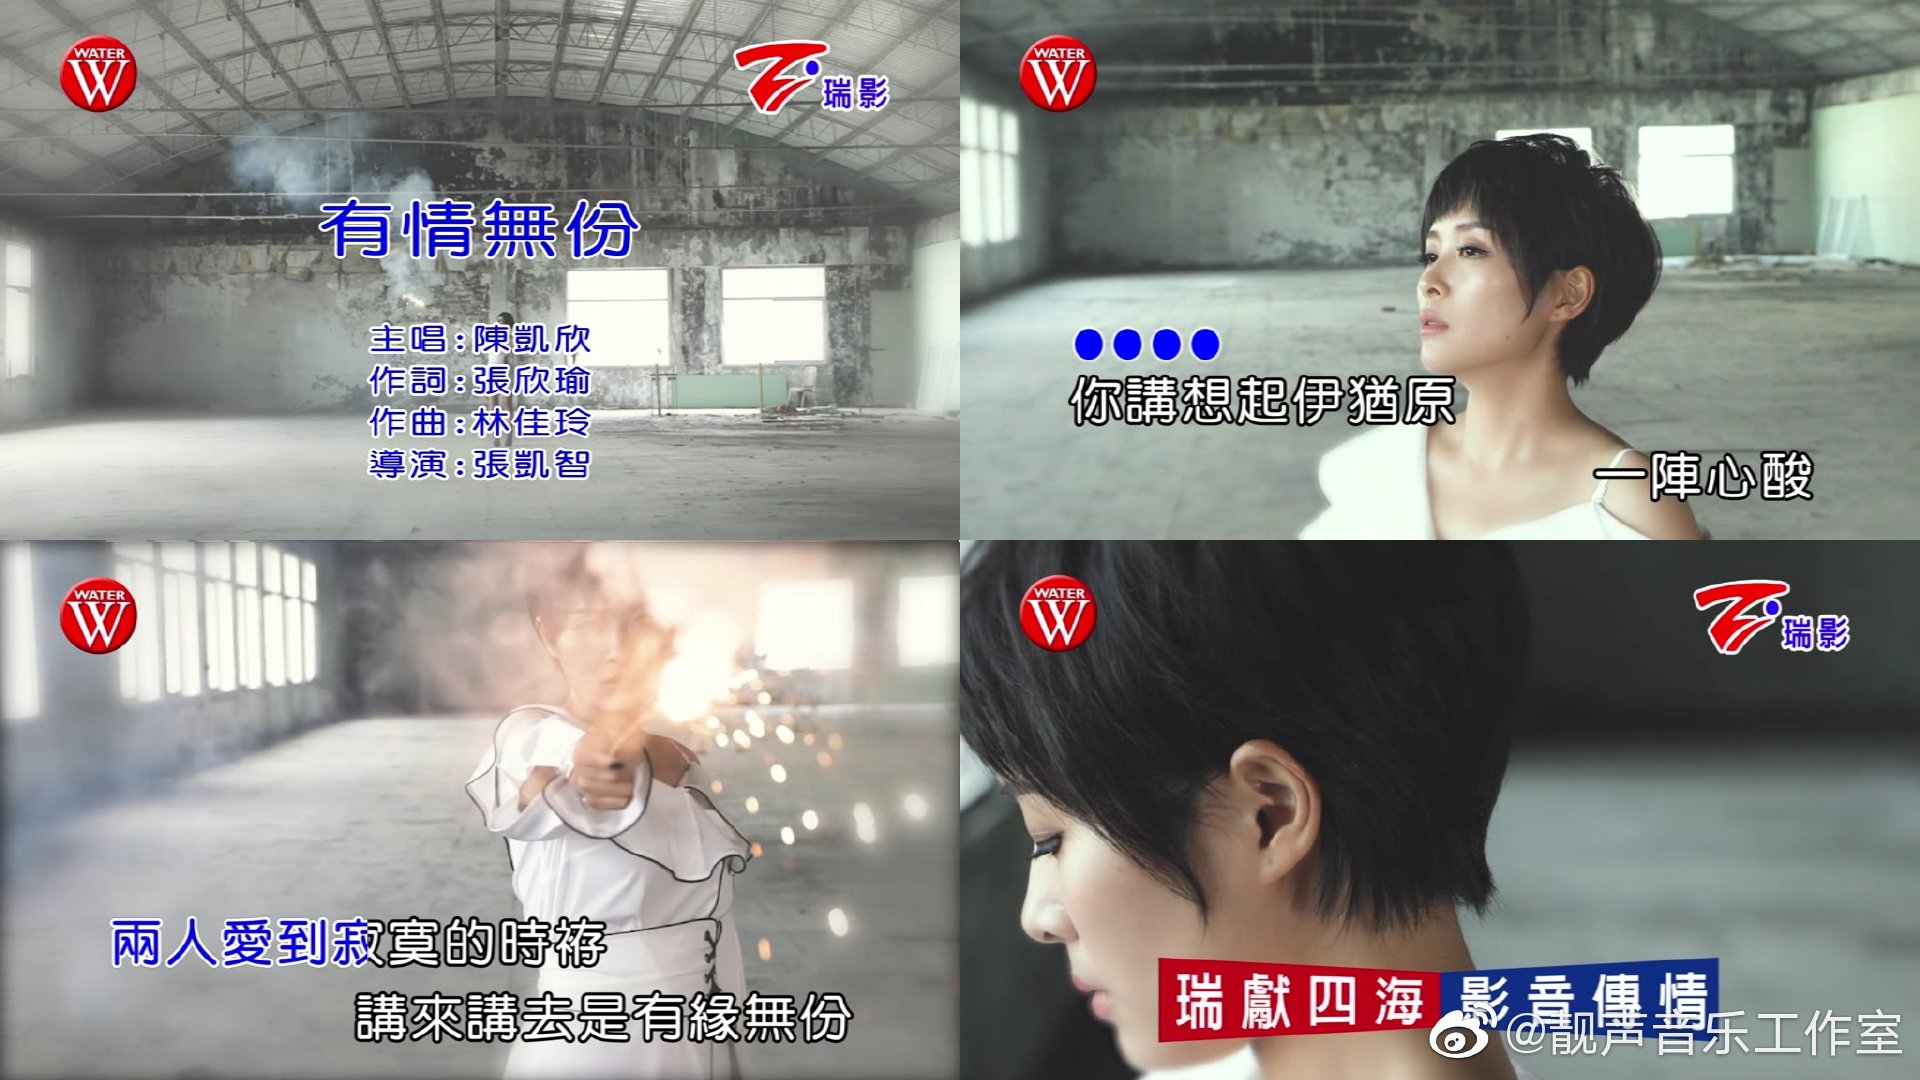 WATER
W
瑞影
有情無份
主唱:陳凱欣
作詞:張欣瑜
作曲:林佳玲
導演:張凱智
WATER
W
你講想起伊猶原
一陣心酸
WATER
W
兩人愛到寂寞的時袸
講來講去是有緣無份
WATER
W
瑞影
瑞獻四海 影音傳情
@靓声音乐工作室